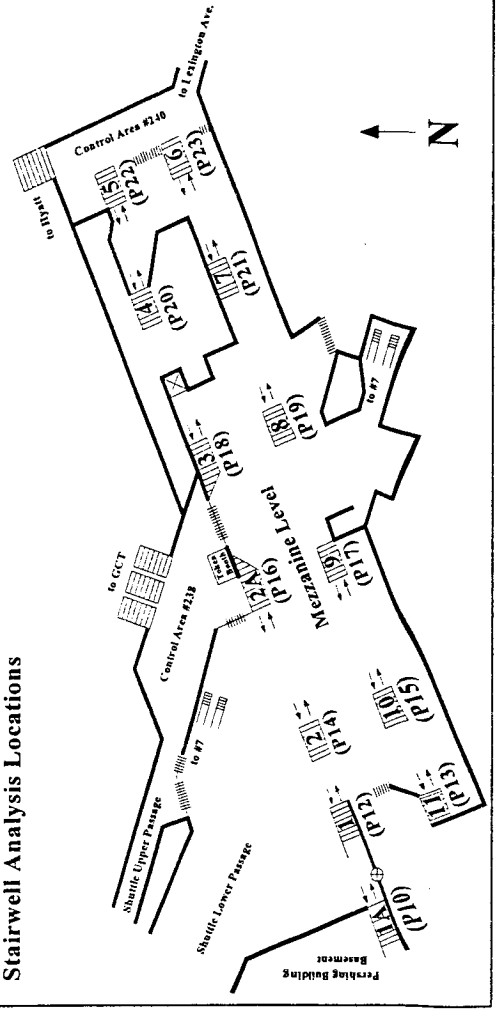 Stairwell Analysis Locations
to Hyatt
Control Area #240
to Lexington Ave.
5
(P22)
6
(P23)
4
(P20)
7
(P21)
3
(P18)
8
(P19)
to #7
to GCT
Control Area #238
Token
Booth
2A
(P16)
Mezzanine Level
9
(P17)
Shuttle Upper Passage
to #7
2
(P14)
10
(P15)
Shuttle Lower Passage
1
(P12)
11
(P13)
1A
(P10)
Pershing Building
Basement
N